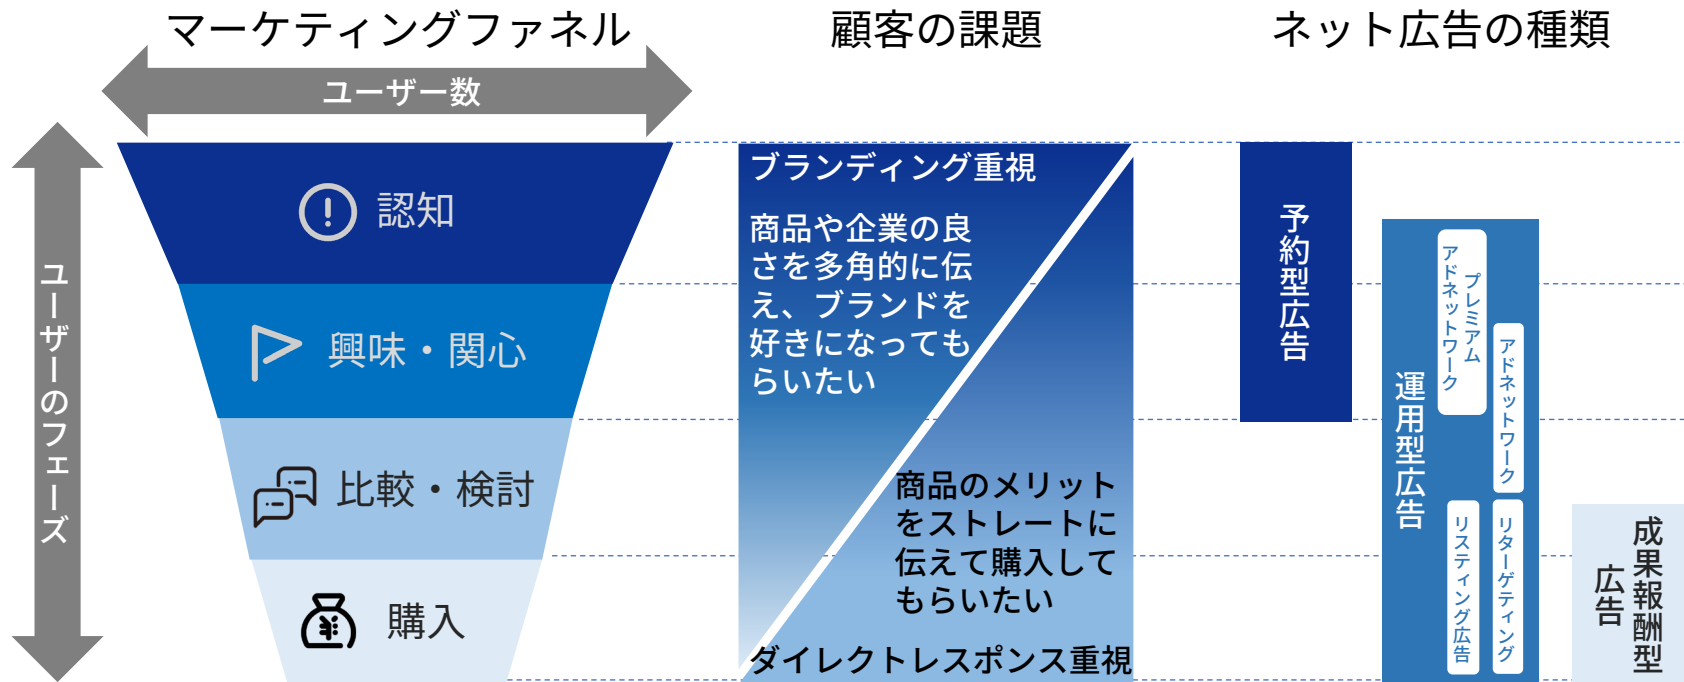 マーケティングファネル
顧客の課題
ネット広告の種類
ユーザー数
ユーザーのフェーズ
認知
興味・関心
比較・検討
購入
ブランディング重視
商品や企業の良
さを多角的に伝
え、ブランドを
好きになっても
らいたい
商品のメリット
をストレートに
伝えて購入して
もらいたい
ダイレクトレスポンス重視
予約型広告
運用型広告
プレミアム
アドネットワーク
アドネットワーク
リスティング広告
リターゲティング
成果報酬型
広告